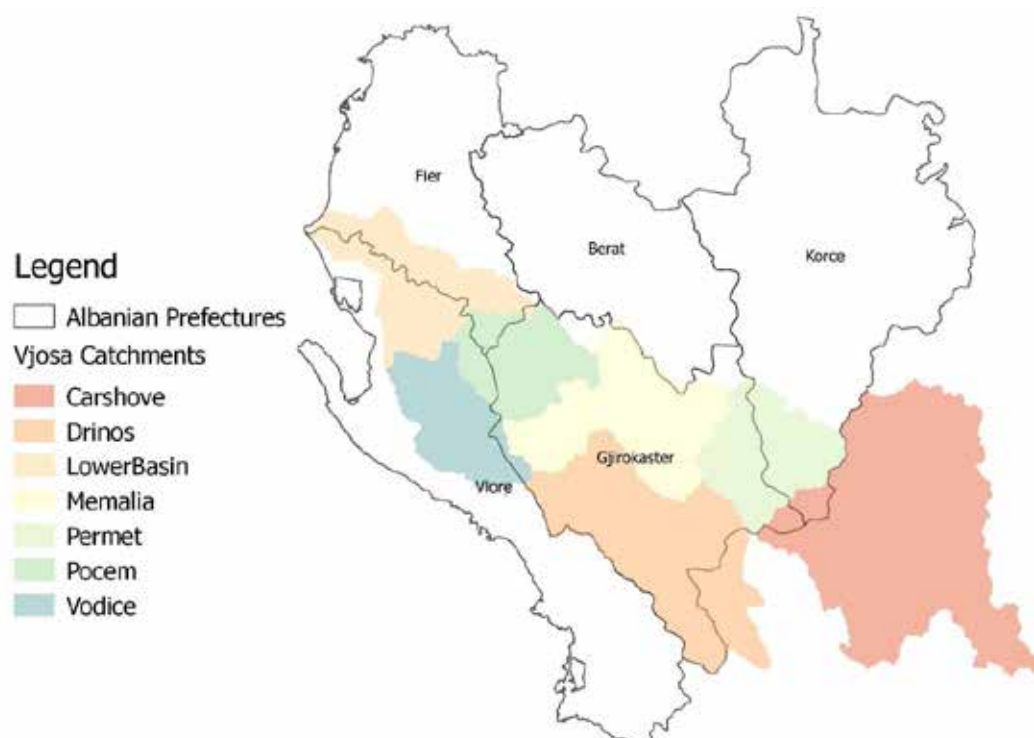 Legend
Albanian Prefectures
Vjosa Catchments
Carshove
Drinos
LowerBasin
Memalia
Permet
Pocem
Vodice
Fier
Berat
Korce
Gjirokaster
Vlore